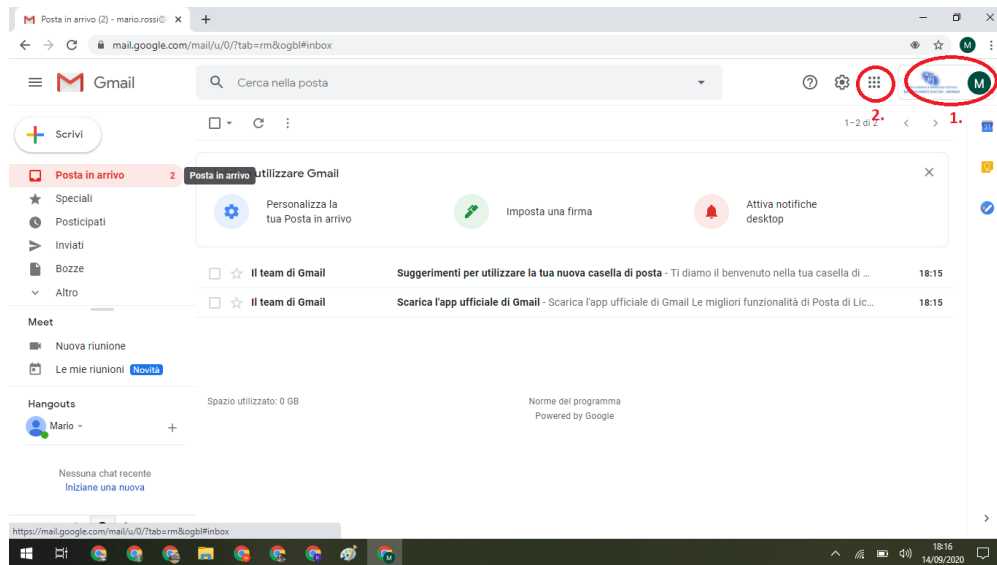 Posta in arrivo (2) - mario.rossi@
mail.google.com/mail/u/0/?tab=rm&ogbl#inbox
M
Gmail
Cerca nella posta
M
2.
1.
Scrivi
1–2 di 2
31
Posta in arrivo 2
Posta in arrivo
utilizzare Gmail
Speciali
Posticipati
Inviati
Bozze
Altro
Personalizza la
tua Posta in arrivo
Imposta una firma
Attiva notifiche
desktop
Il team di Gmail Suggerimenti per utilizzare la tua nuova casella di posta - Ti diamo il benvenuto nella tua casella di ... 18:15
Il team di Gmail Scarica l'app ufficiale di Gmail - Scarica l'app ufficiale di Gmail Le migliori funzionalità di Posta di Lic... 18:15
Meet
Nuova riunione
Le mie riunioni Novità
Hangouts
Mario
Nessuna chat recente
Iniziane una nuova
Spazio utilizzato: 0 GB
Norme del programma
Powered by Google
https://mail.google.com/mail/u/0/?tab=rm&ogbl#inbox
18:16
14/09/2020